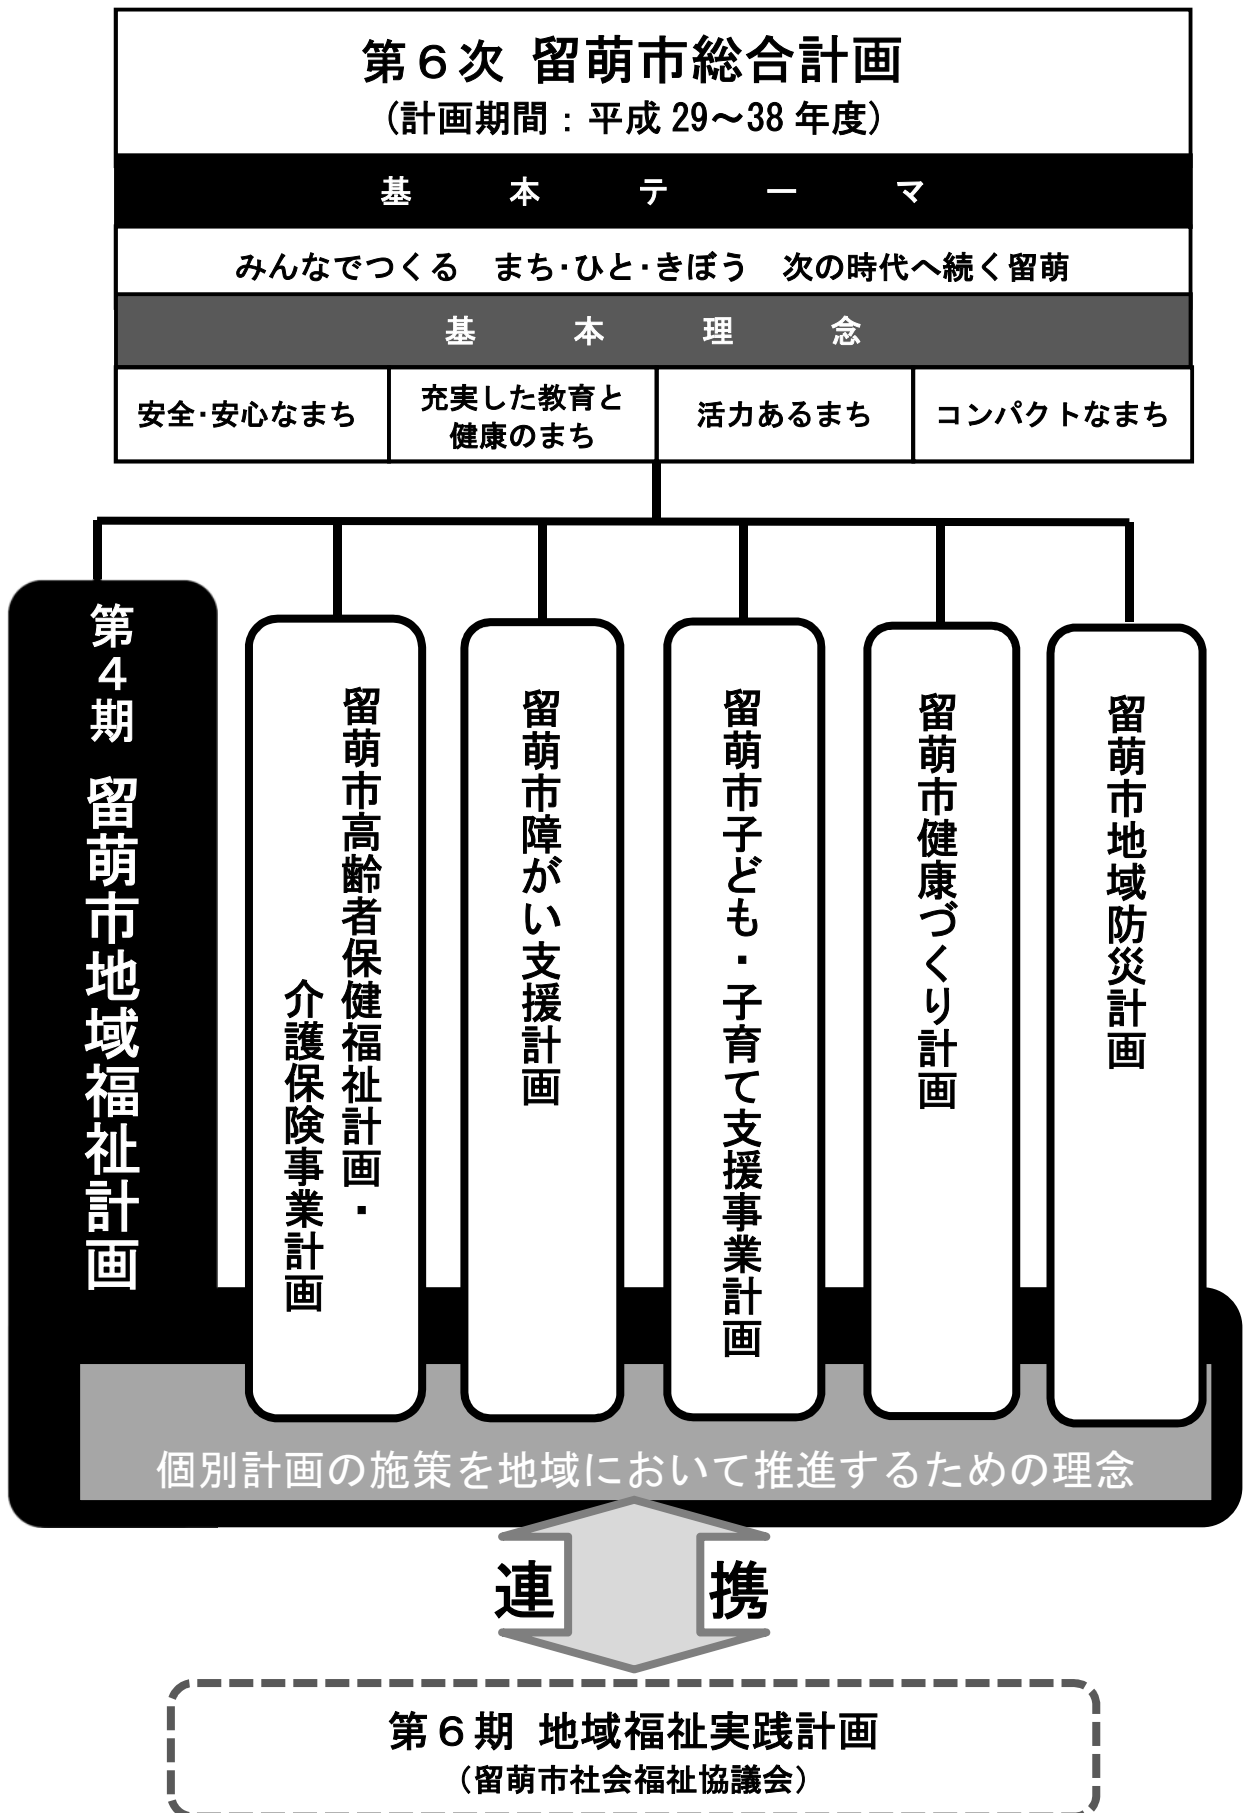 第６次 留萌市総合計画
（計画期間：平成 29～38 年度）
基本テーマ
みんなでつくる　まち・ひと・きぼう　次の時代へ続く留萌
基本理念
安全・安心なまち
充実した教育と
健康のまち
活力あるまち
コンパクトなまち
第４期 留萌市地域福祉計画
留萌市高齢者保健福祉計画・
介護保険事業計画
留萌市障がい支援計画
留萌市子ども・子育て支援事業計画
留萌市健康づくり計画
留萌市地域防災計画
個別計画の施策を地域において推進するための理念
連携
第６期 地域福祉実践計画
（留萌市社会福祉協議会）